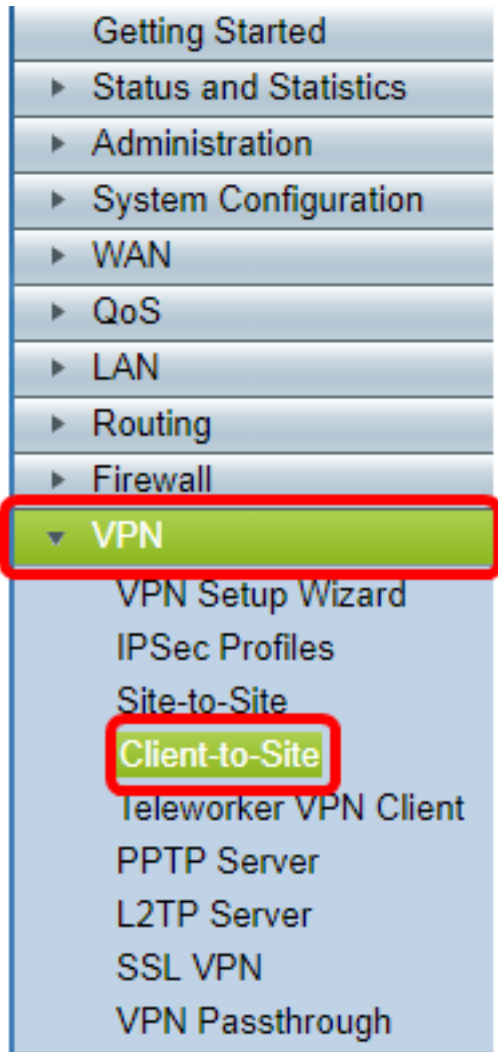 Getting Started
Status and Statistics
Administration
System Configuration
WAN
QoS
LAN
Routing
Firewall
VPN
VPN Setup Wizard
IPSec Profiles
Site-to-Site
Client-to-Site
Teleworker VPN Client
PPTP Server
L2TP Server
SSL VPN
VPN Passthrough